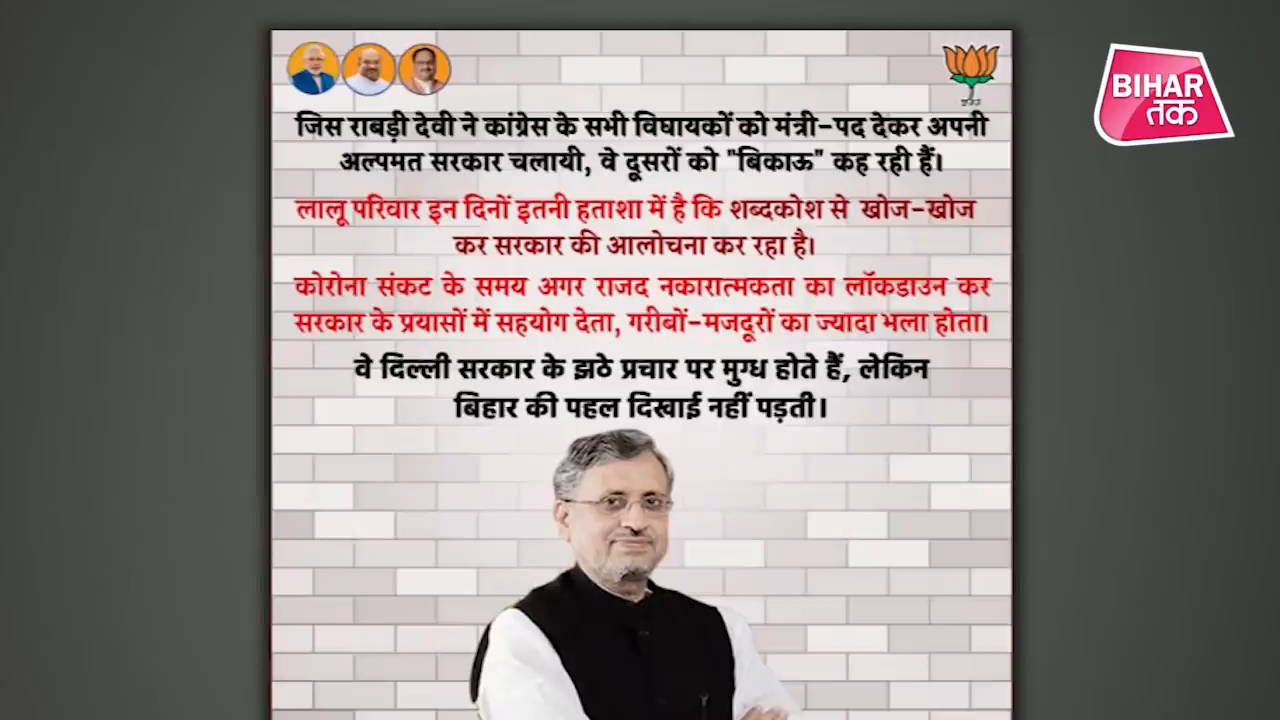 BIHAR
तक
जिस राबड़ी देवी ने कांग्रेस के सभी विघायकों को मंत्री-पद देकर अपनी
अल्पमत सरकार चलायी, वे दूसरों को "बिकाऊ" कह रही हैं।
लालू परिवार इन दिनों इतनी हताशा में है कि शब्दकोश से खोज-खोज
कर सरकार की आलोचना कर रहा है।
कोरोना संकट के समय अगर राजद नकारात्मकता का लॉकडाउन कर
सरकार के प्रयासों में सहयोग देता, गरीबों-मजदूरों का ज्यादा भला होता।
वे दिल्ली सरकार के झठे प्रचार पर मुग्ध होते हैं, लेकिन
बिहार की पहल दिखाई नहीं पड़ती।